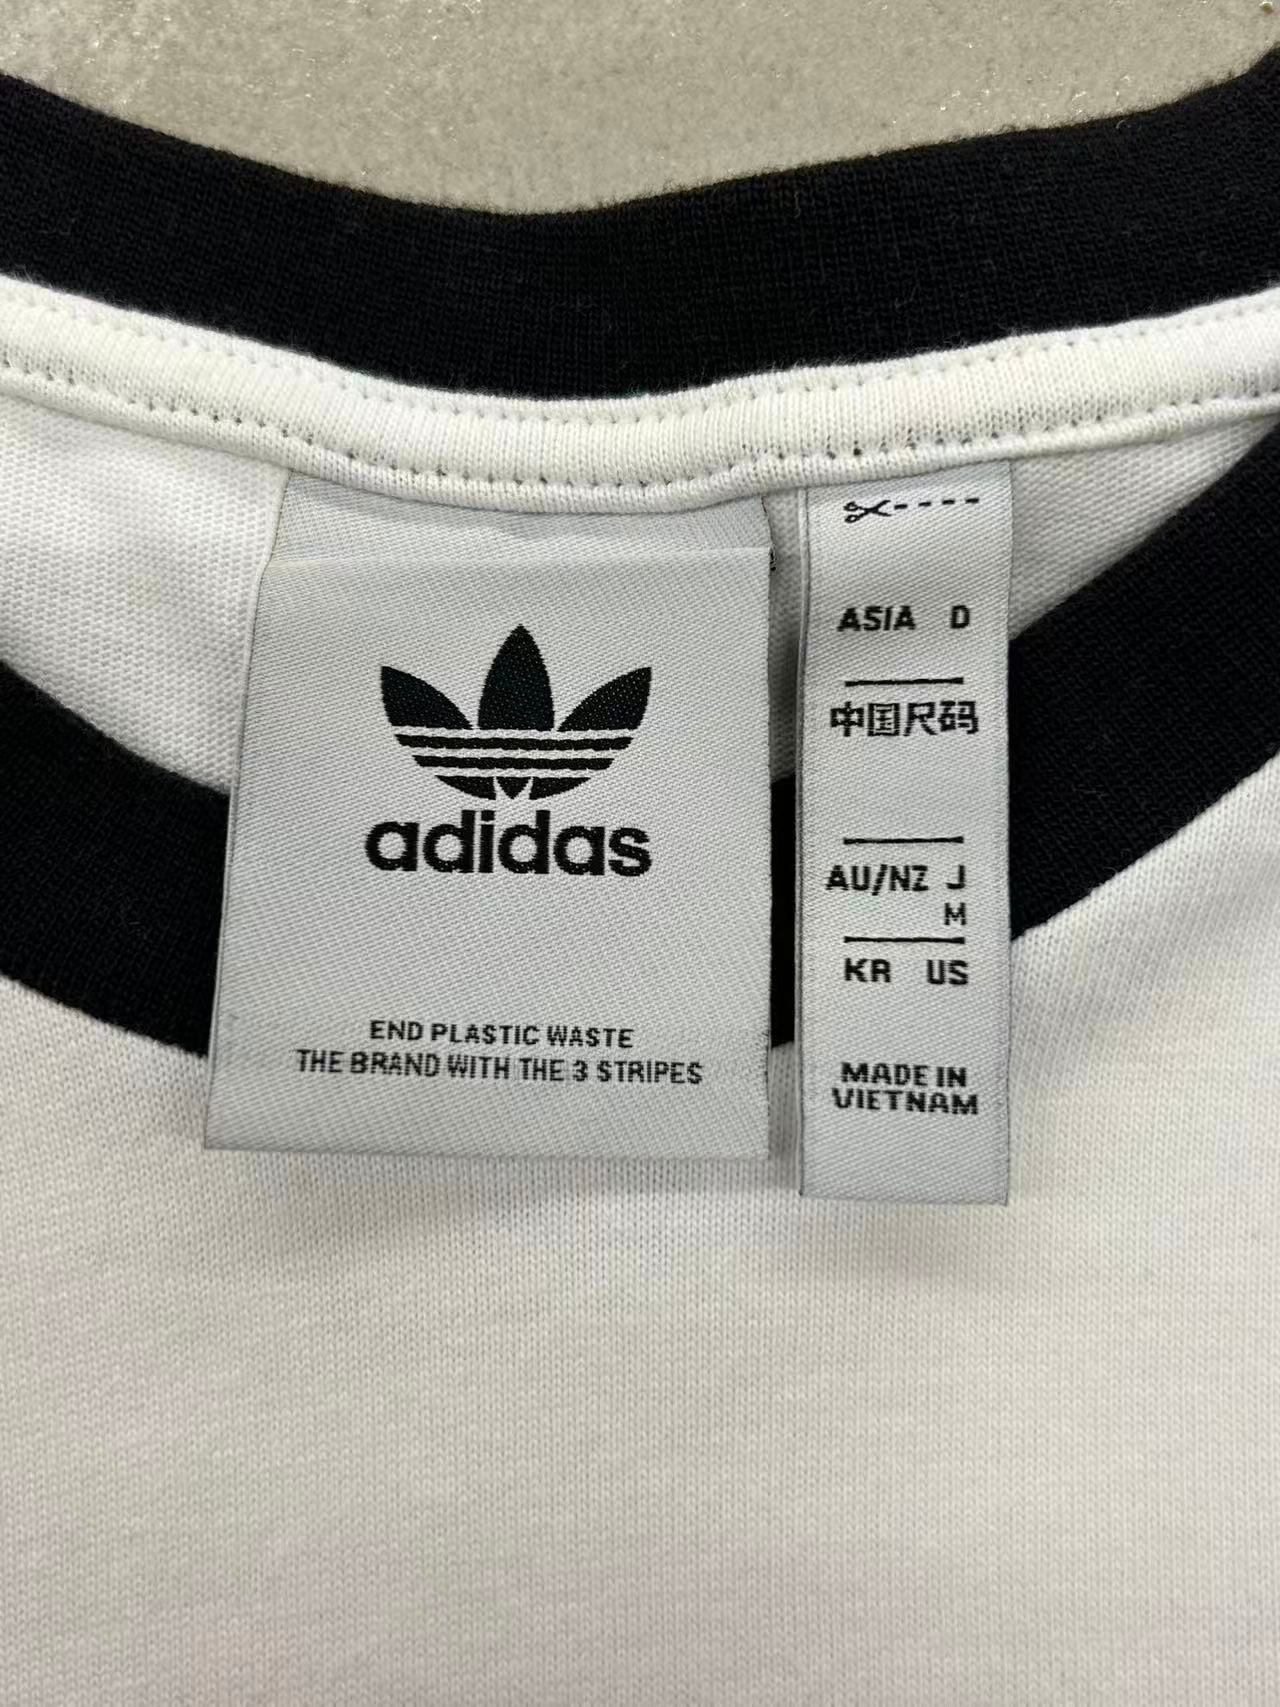 adidas
END PLASTIC WASTE
THE BRAND WITH THE 3 STRIPES
ASIA D
中国尺码
AU/NZ J
M
KR US
MADE IN
VIETNAM